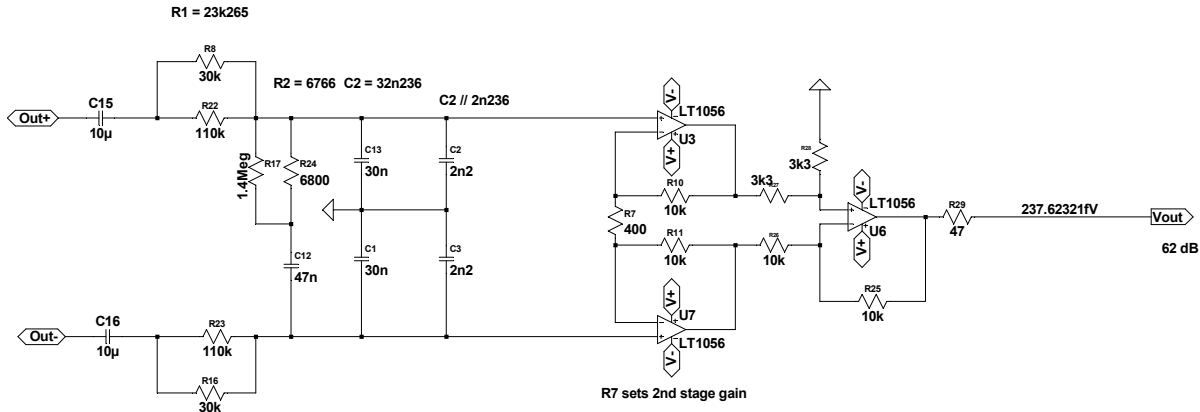 R1 = 23k265
R8
30k
R2 = 6766 C2 = 32n236
C2 // 2n236
Out+
C15
10µ
R22
110k
R17
1.4Meg
R24
6800
C13
30n
C2
2n2
C12
47n
C1
30n
C3
2n2
Out-
C16
10µ
R23
110k
R16
30k
V-
LT1056
U3
V+
R10
10k
R7
400
R11
10k
V+
U7
LT1056
V-
R7 sets 2nd stage gain
R28
3k3
3k3
R27
R26
10k
V-
LT1056
U6
V+
R25
10k
R29
47
237.62321fV
Vout
62 dB